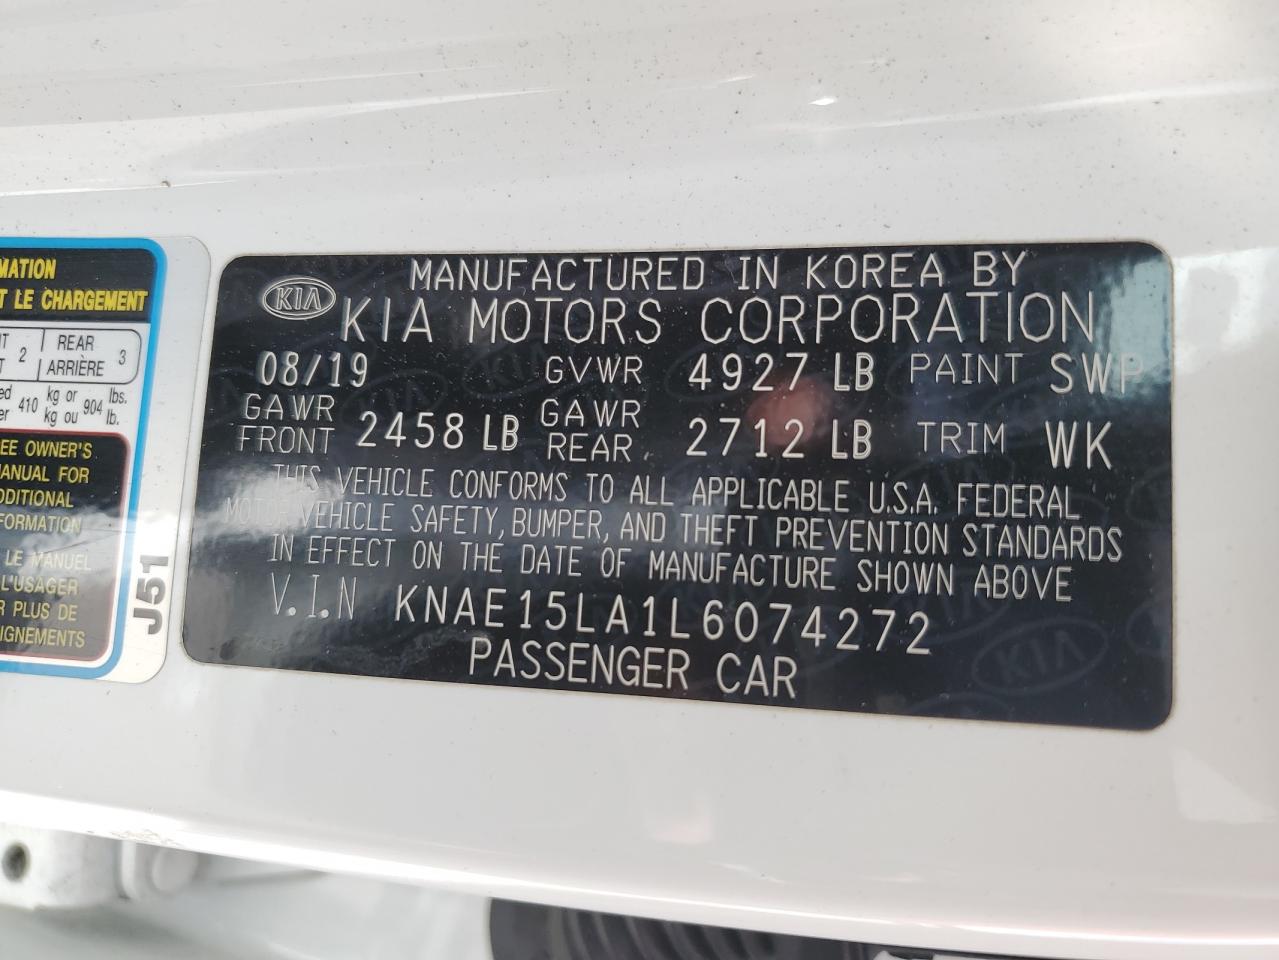 MATION
T LE CHARGEMENT
2
REAR
ARRIÈRE 3
410 kg or 904 lbs.
kg ou lb.
EE OWNER'S
MANUAL FOR
DDITIONAL
FORMATION
LE MANUEL
L'USAGER
R PLUS DE
IGNEMENTS
J51
KIA
MANUFACTURED IN KOREA BY
KIA MOTORS CORPORATION
08/19 GVWR 4927 LB PAINT SWP
GAWR FRONT 2458 LB GAWR REAR 2712 LB TRIM WK
THIS VEHICLE CONFORMS TO ALL APPLICABLE U.S.A. FEDERAL
MOTOR VEHICLE SAFETY, BUMPER, AND THEFT PREVENTION STANDARDS
IN EFFECT ON THE DATE OF MANUFACTURE SHOWN ABOVE
V.I.N KNAE15LA1L6074272
PASSENGER CAR